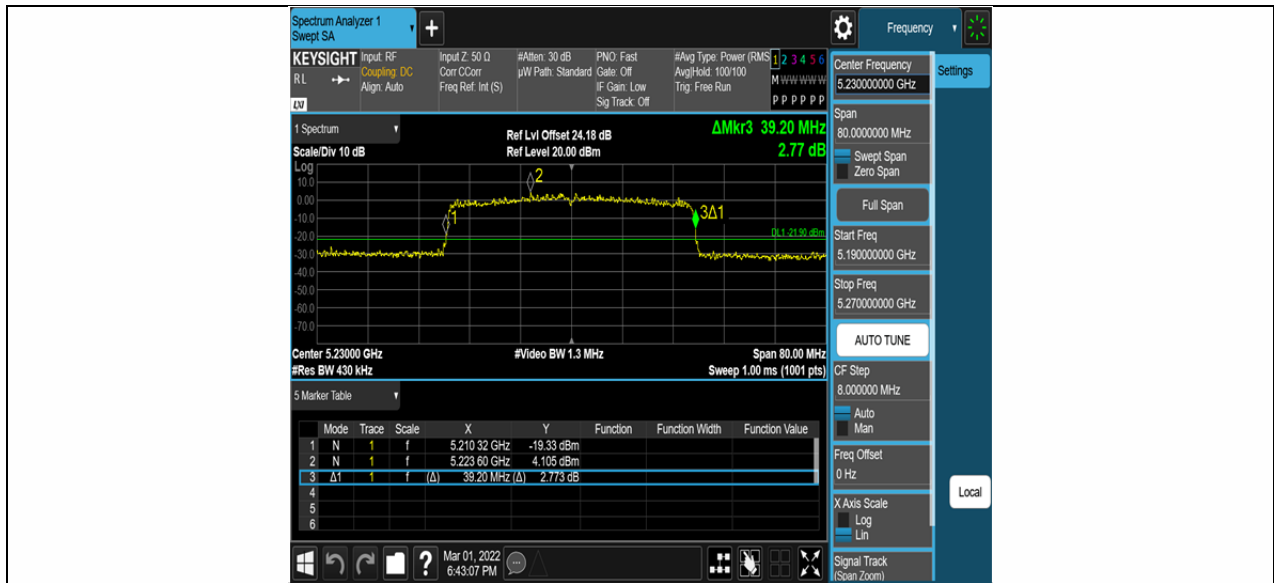 Spectrum Analyzer 1
Swept SA
+
Frequency
KEYSIGHT
RL
LXI
Input: RF
Coupling: DC
Align: Auto
Input Z: 50 Ω
Corr CCorr
Freq Ref: Int (S)
#Atten: 30 dB
µW Path: Standard
PNO: Fast
Gate: Off
IF Gain: Low
Sig Track: Off
#Avg Type: Power (RMS
Avg|Hold: 100/100
Trig: Free Run
1 2 3 4 5 6
M W W W W W
P P P P P P
1 Spectrum
Scale/Div 10 dB
Ref Lvl Offset 24.18 dB
Ref Level 20.00 dBm
ΔMkr3 39.20 MHz
2.77 dB
Log
10.0
0.00
-10.0
-20.0
-30.0
-40.0
-50.0
-60.0
-70.0
1
2
3Δ1
DL1 -21.90 dBm
Center 5.23000 GHz
#Video BW 1.3 MHz
Span 80.00 MHz
#Res BW 430 kHz
Sweep 1.00 ms (1001 pts)
5 Marker Table
Mode Trace Scale X Y Function Function Width Function Value
1 N 1 f 5.210 32 GHz -19.33 dBm
2 N 1 f 5.223 60 GHz 4.105 dBm
3 Δ1 1 f (Δ) 39.20 MHz (Δ) 2.773 dB
4
5
6
?
Mar 01, 2022
6:43:07 PM
Center Frequency
5.230000000 GHz
Settings
Span
80.0000000 MHz
Swept Span
Zero Span
Full Span
Start Freq
5.190000000 GHz
Stop Freq
5.270000000 GHz
AUTO TUNE
CF Step
8.000000 MHz
Auto
Man
Freq Offset
0 Hz
Local
X Axis Scale
Log
Lin
Signal Track
(Span Zoom)